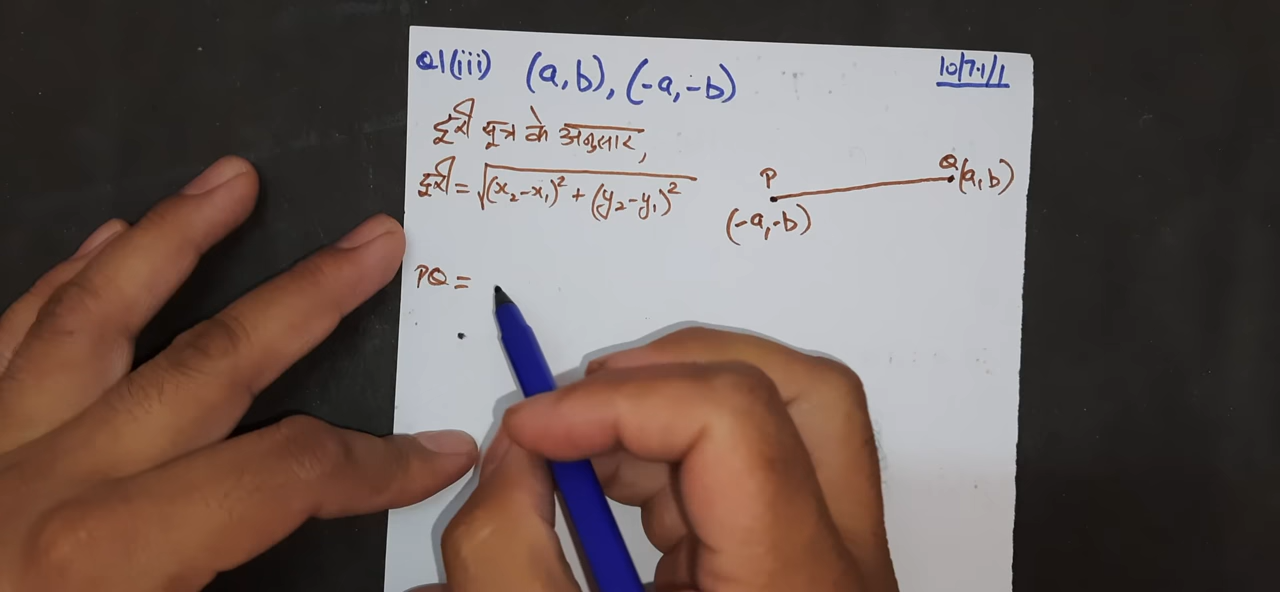 Q1(iii) (a,b), (-a,-b)
10/7.1/1
दूरी सूत्र के अनुसार,
दूरी = √(x₂-x₁)² + (y₂-y₁)²
P
Q(a,b)
(-a,-b)
PQ =